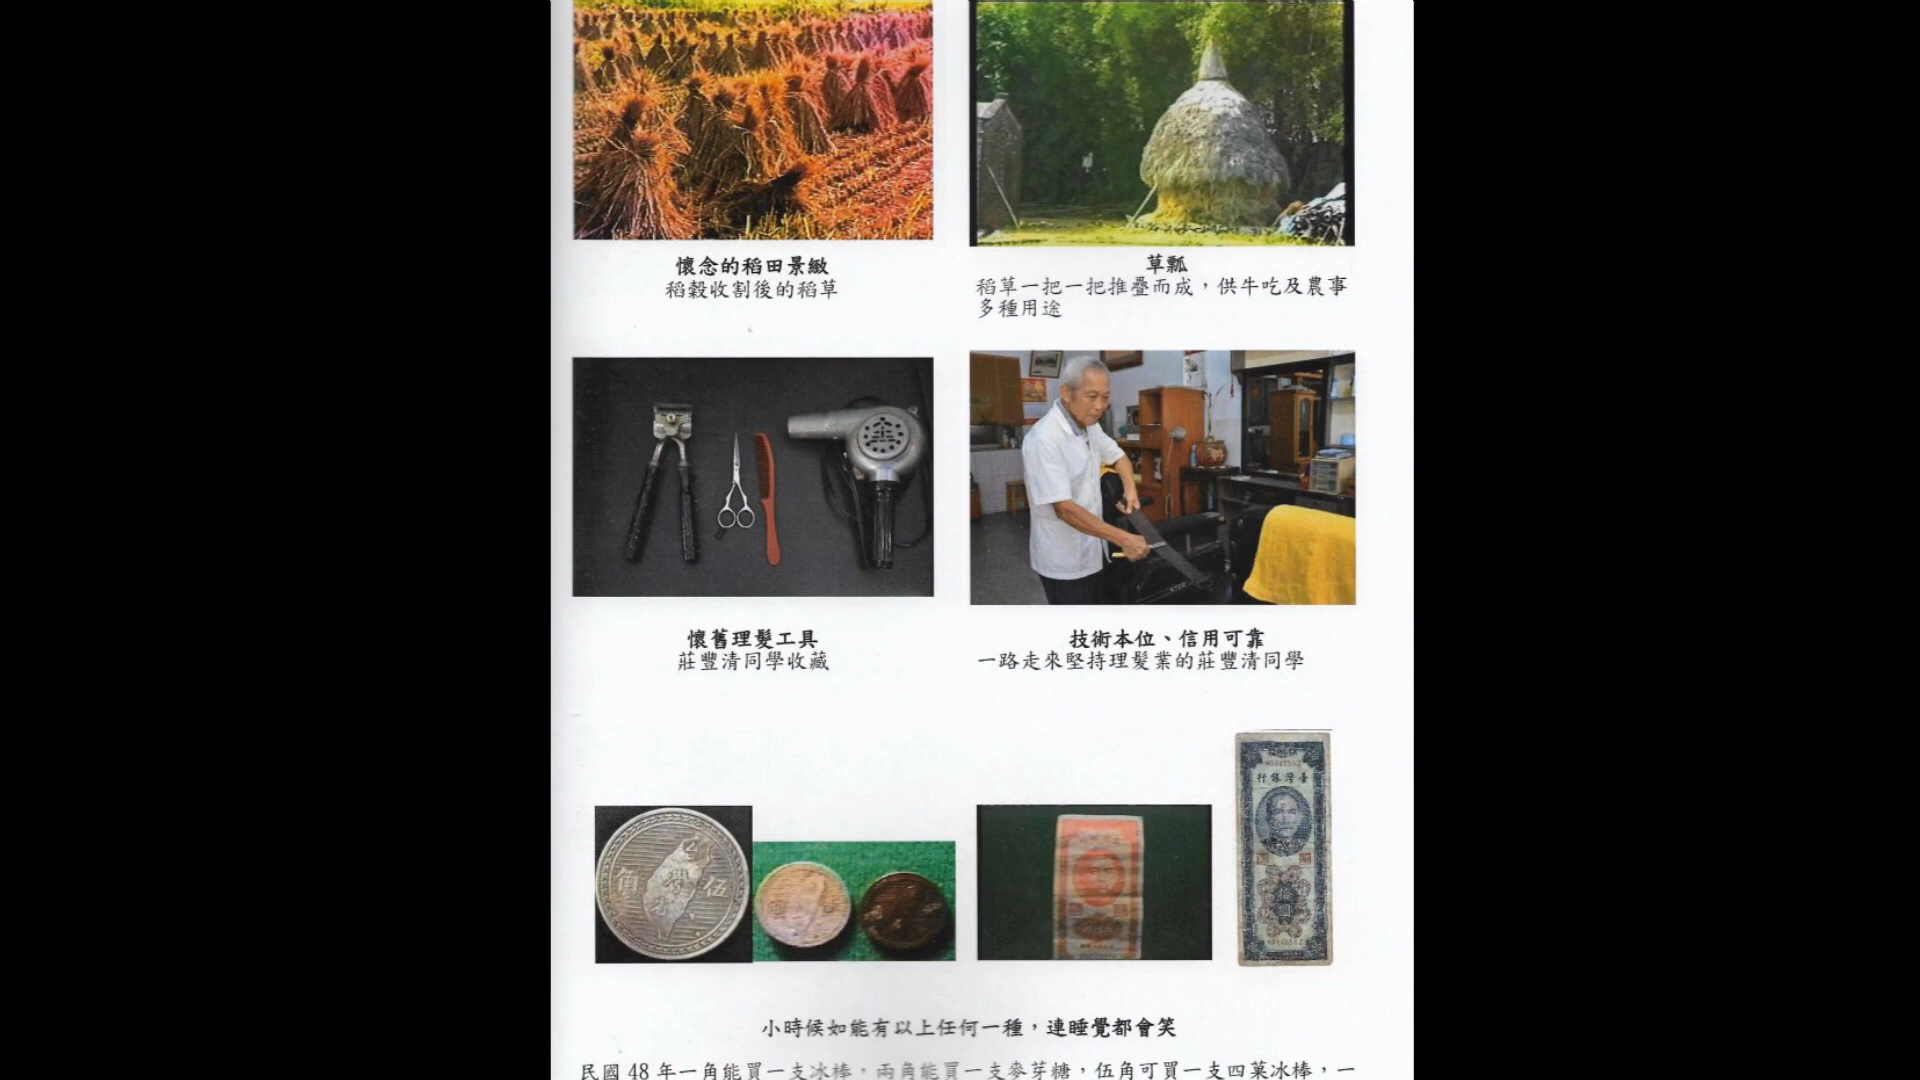 懷念的稻田景緻
稻穀收割後的稻草
草瓢
稻草一把一把推疊而成，供牛吃及農事
多種用途
懷舊理髮工具
莊豐清同學收藏
技術本位、信用可靠
一路走來堅持理髮業的莊豐清同學
角 伍
臺灣銀行
小時候如能有以上任何一種，連睡覺都會笑
民國 48 年一角能買一支冰棒，兩角能買一支麥芽糖，伍角可買一支四菓冰棒，一